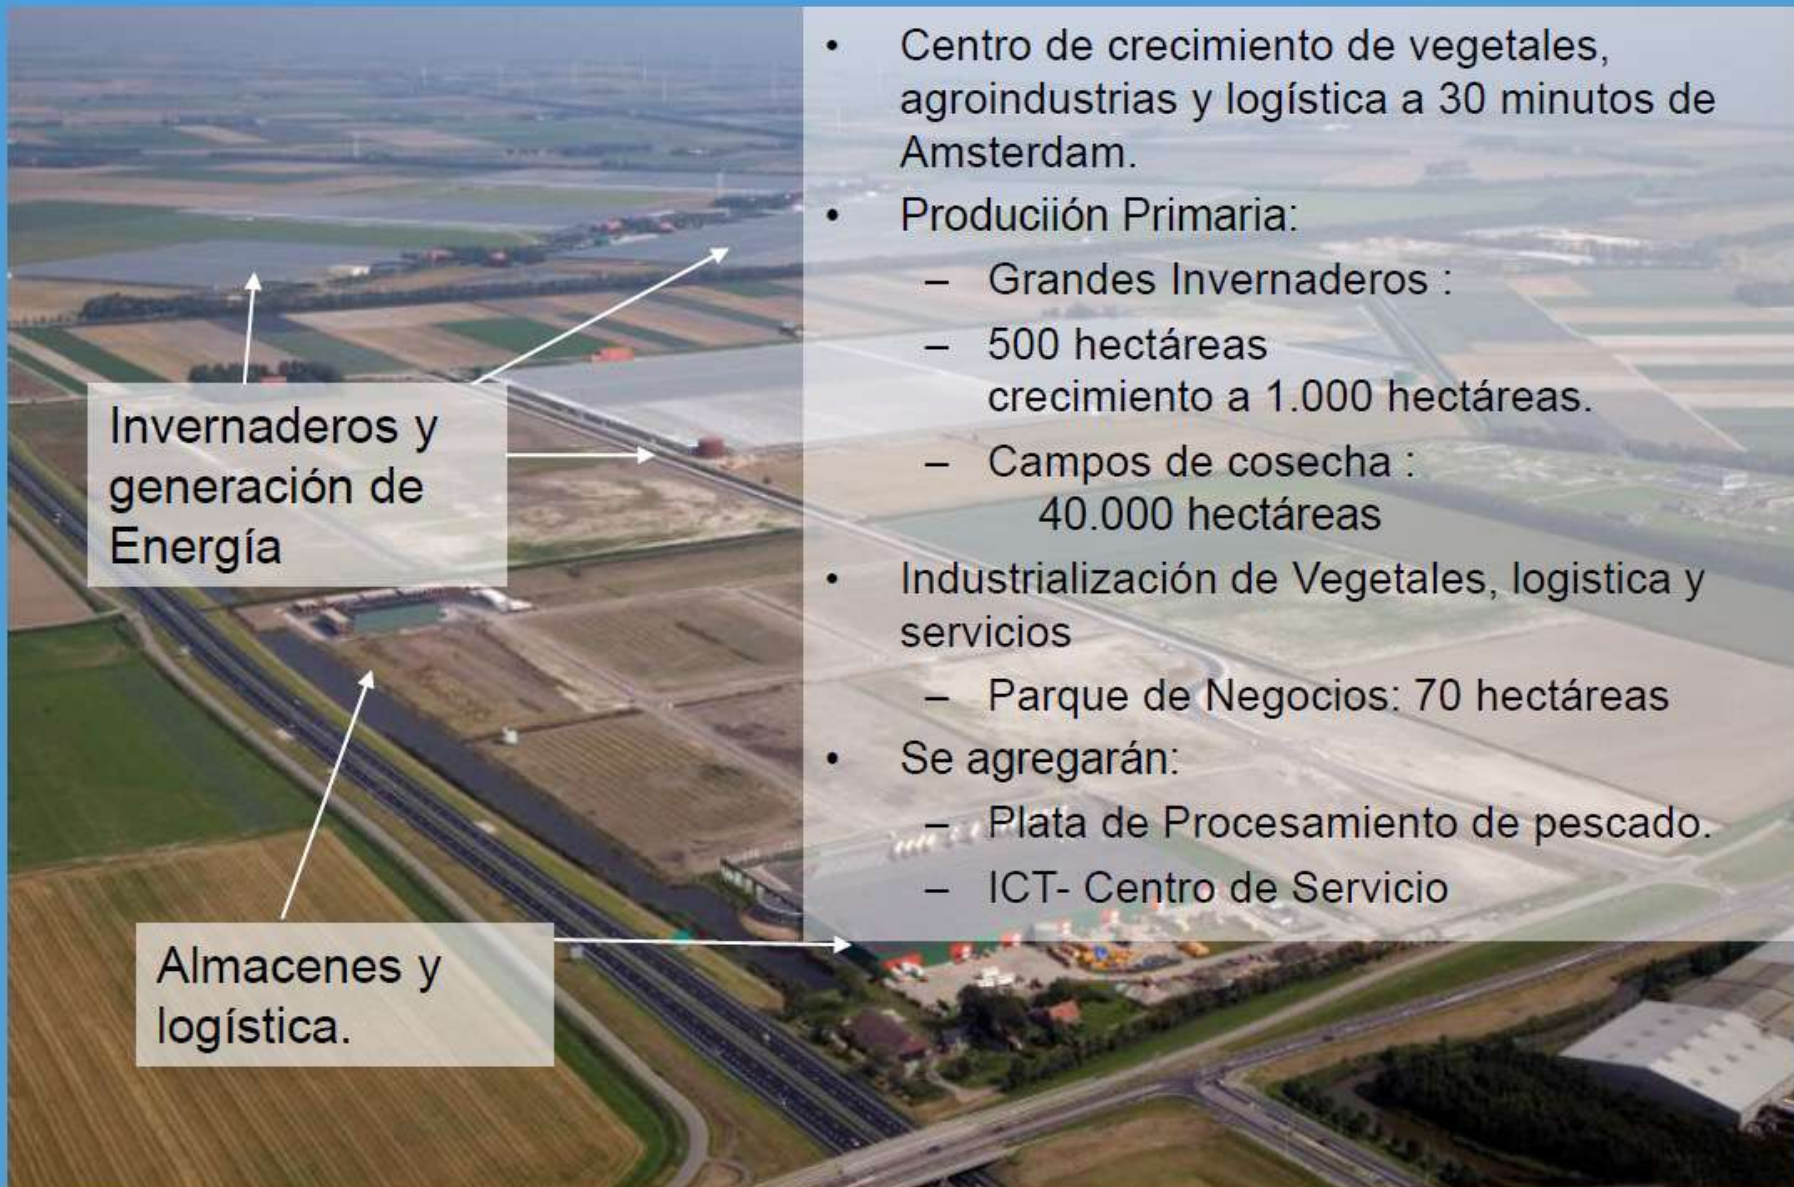 • Centro de crecimiento de vegetales,
agroindustrias y logística a 30 minutos de
Amsterdam.
• Produciión Primaria:
– Grandes Invernaderos :
– 500 hectáreas
crecimiento a 1.000 hectáreas.
– Campos de cosecha :
40.000 hectáreas
• Industrialización de Vegetales, logistica y
servicios
– Parque de Negocios: 70 hectáreas
• Se agregarán:
– Plata de Procesamiento de pescado.
– ICT- Centro de Servicio
Invernaderos y
generación de
Energía
Almacenes y
logística.